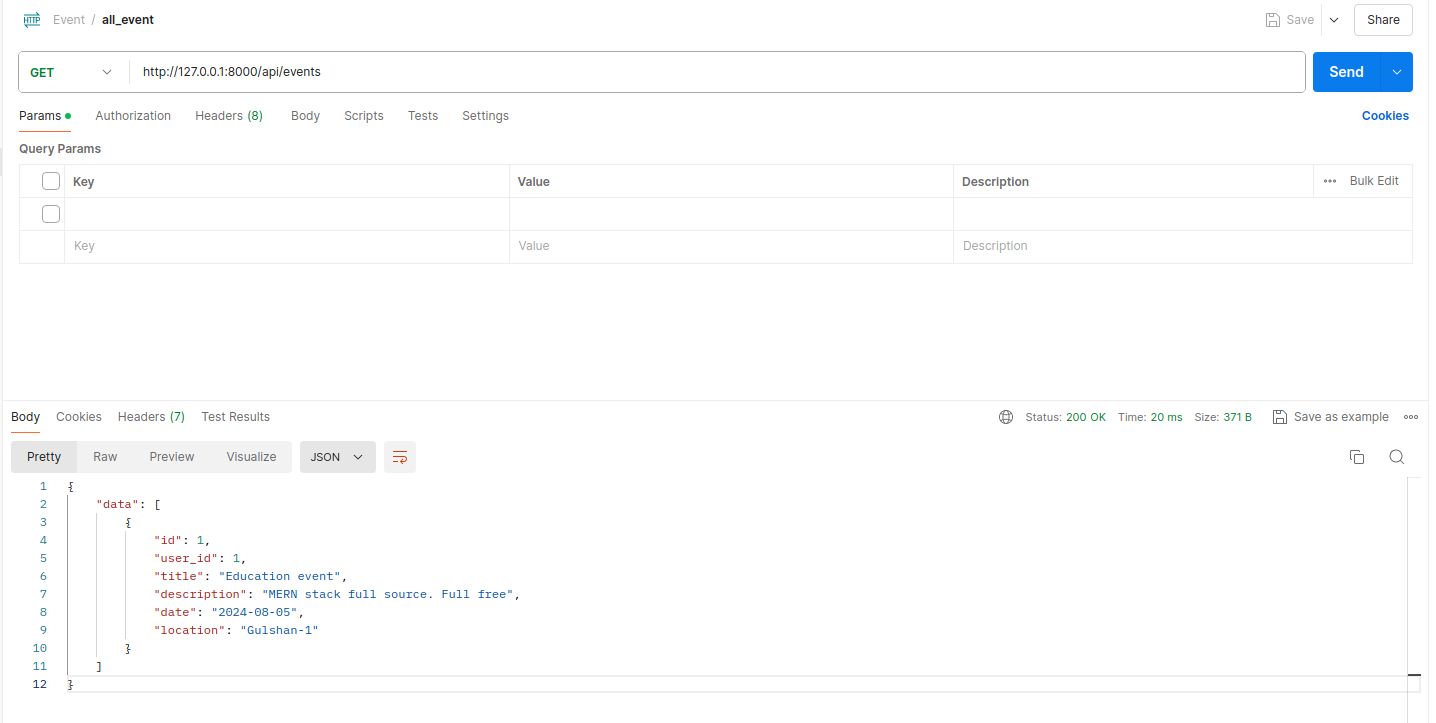 HTTP Event / all_event Save Share
GET http://127.0.0.1:8000/api/events Send
Params Authorization Headers (8) Body Scripts Tests Settings Cookies
Query Params
Key Value Description Bulk Edit
Key Value Description
Body Cookies Headers (7) Test Results Status: 200 OK Time: 20 ms Size: 371 B Save as example
Pretty Raw Preview Visualize JSON
1 {
2 "data": [
3 {
4 "id": 1,
5 "user_id": 1,
6 "title": "Education event",
7 "description": "MERN stack full source. Full free",
8 "date": "2024-08-05",
9 "location": "Gulshan-1"
10 }
11 ]
12 }